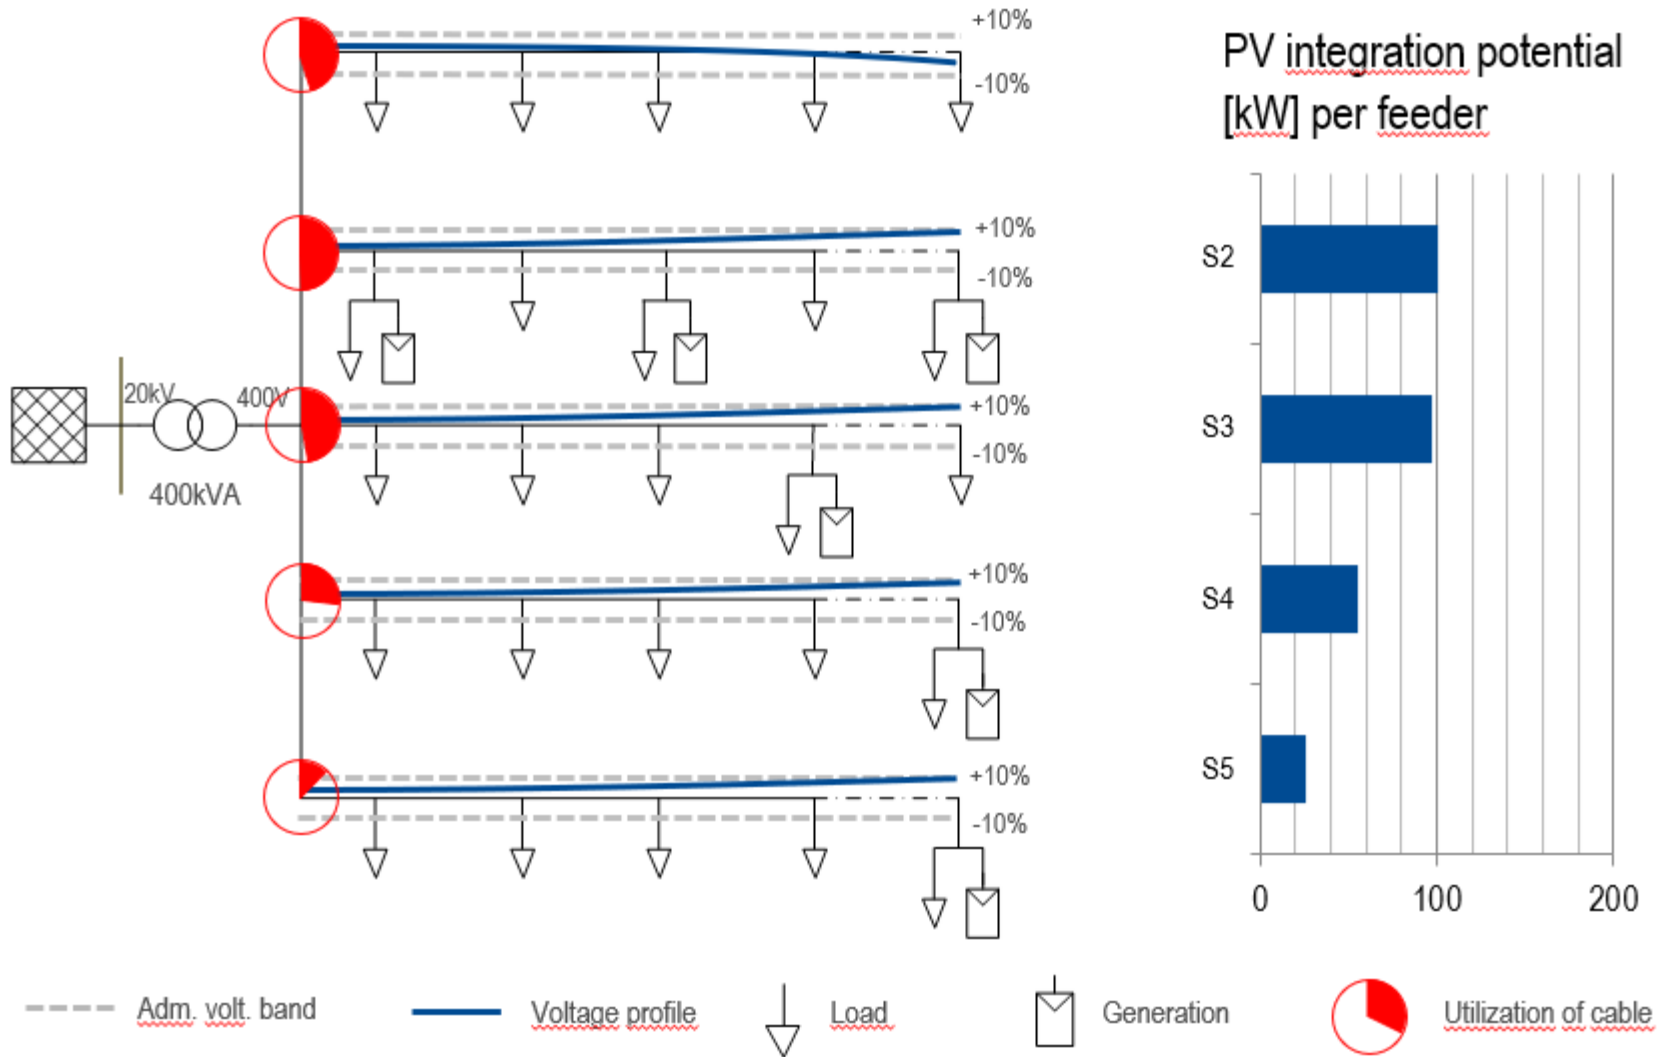 +10%
-10%
+10%
-10%
20kV
400V
400kVA
+10%
-10%
+10%
-10%
+10%
-10%
PV integration potential
[kW] per feeder
S2
S3
S4
S5
0 100 200
Adm. volt. band
Voltage profile
Load
Generation
Utilization of cable